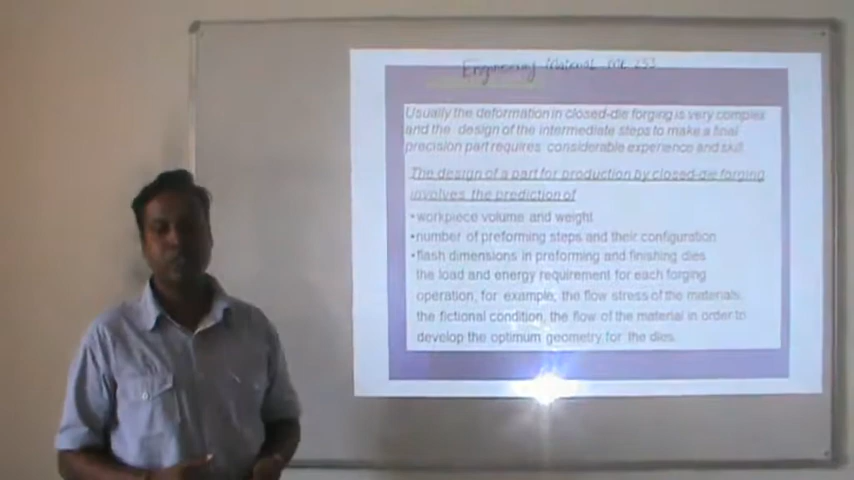 Engineering Material ME 253
Usually the deformation in closed-die forging is very complex
and the design of the intermediate steps to make a final
precision part requires considerable experience and skill.
The design of a part for production by closed-die forging
involves the prediction of
•workpiece volume and weight
•number of preforming steps and their configuration
•flash dimensions in preforming and finishing dies
the load and energy requirement for each forging
operation, for example, the flow stress of the materials,
the fictional condition, the flow of the material in order to
develop the optimum geometry for the dies.